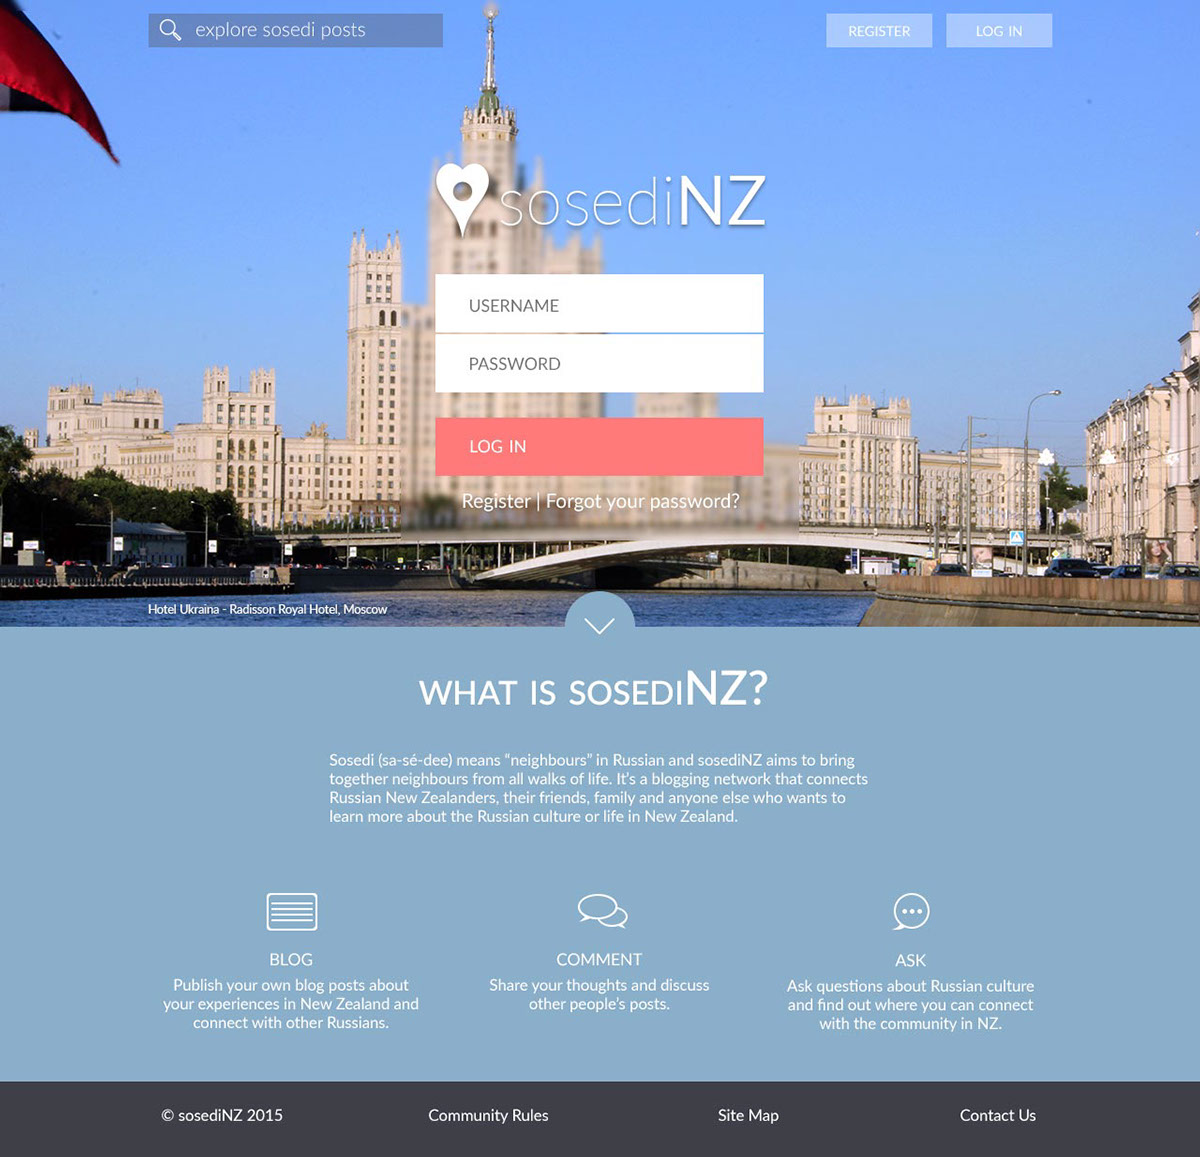 explore sosedi posts
REGISTER
LOG IN
sosediNZ
USERNAME
PASSWORD
LOG IN
Register | Forgot your password?
Hotel Ukraina - Radisson Royal Hotel, Moscow
WHAT IS SOSEDINZ?
Sosedi (sa-sé-dee) means “neighbours” in Russian and sosediNZ aims to bring
together neighbours from all walks of life. It’s a blogging network that connects
Russian New Zealanders, their friends, family and anyone else who wants to
learn more about the Russian culture or life in New Zealand.
BLOG
Publish your own blog posts about
your experiences in New Zealand and
connect with other Russians.
COMMENT
Share your thoughts and discuss
other people’s posts.
ASK
Ask questions about Russian culture
and find out where you can connect
with the community in NZ.
© sosediNZ 2015
Community Rules
Site Map
Contact Us